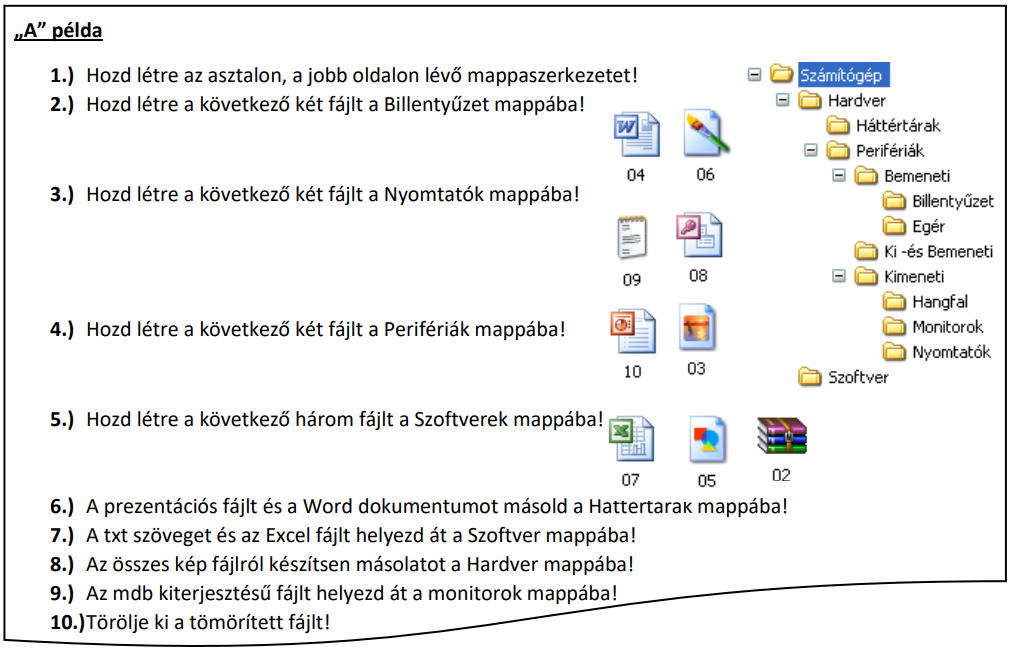 „A” példa
1.) Hozd létre az asztalon, a jobb oldalon lévő mappaszerkezetet!
2.) Hozd létre a következő két fájlt a Billentyűzet mappába!
04 06
3.) Hozd létre a következő két fájlt a Nyomtatók mappába!
09 08
4.) Hozd létre a következő két fájlt a Perifériák mappába!
10 03
5.) Hozd létre a következő három fájlt a Szoftverek mappába!
07 05 02
Számítógép
Hardver
Háttértárak
Perifériák
Bemeneti
Billentyűzet
Egér
Ki -és Bemeneti
Kimeneti
Hangfal
Monitorok
Nyomtatók
Szoftver
6.) A prezentációs fájlt és a Word dokumentumot másold a Háttértárak mappába!
7.) A txt szöveget és az Excel fájlt helyezd át a Szoftver mappába!
8.) Az összes kép fájlról készítsen másolatot a Hardver mappába!
9.) Az mdb kiterjesztésű fájlt helyezd át a monitorok mappába!
10.)Törölje ki a tömörített fájlt!